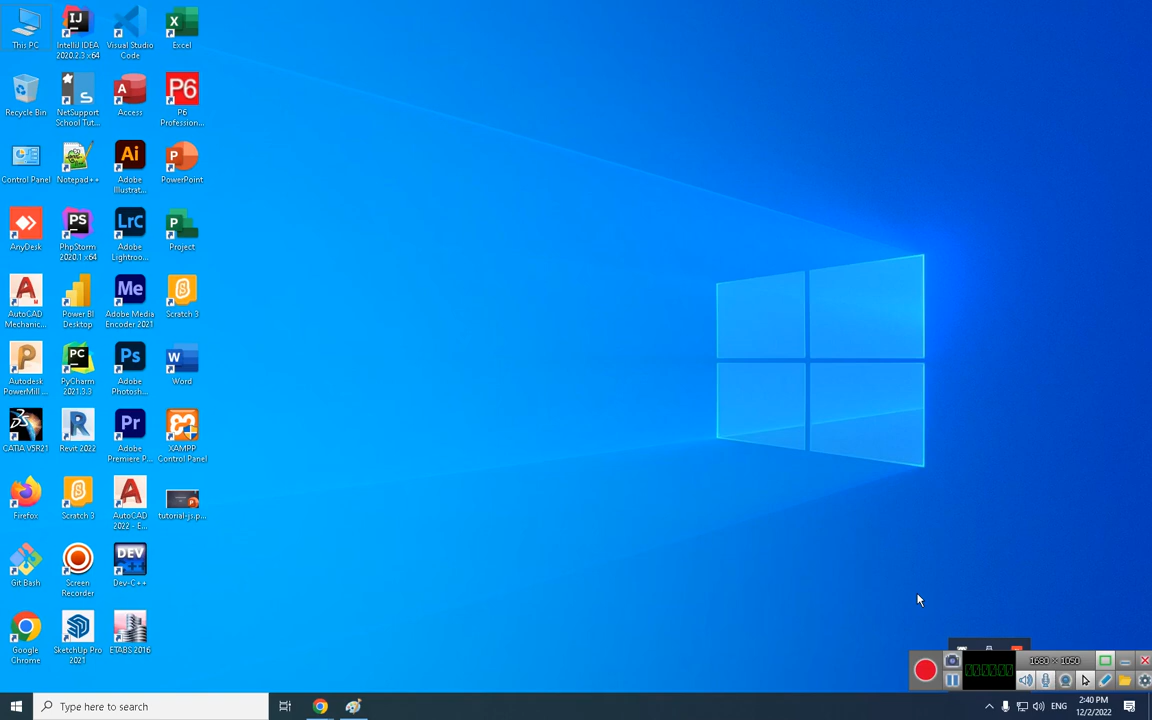 This PC
Recycle Bin
Control Panel
AnyDesk
AutoCAD
Mechanic...
Autodesk
PowerMill ...
CATIA V5R21
Firefox
Git Bash
Google
Chrome
IntelliJ IDEA
2020.2.3 x64
NetSupport
School Tut...
Notepad++
PhpStorm
2020.1 x64
Power BI
Desktop
PyCharm
2021.3.3
Revit 2022
Scratch 3
Screen
Recorder
SketchUp Pro
2021
Visual Studio
Code
Access
Adobe
Illustrat...
Adobe
Lightroo...
Adobe Media
Encoder 2021
Adobe
Photosh...
Adobe
Premiere P...
AutoCAD
2022 - E...
Dev-C++
ETABS 2016
Excel
P6
Profession...
PowerPoint
Project
Scratch 3
Word
XAMPP
Control Panel
tutorial-js.p...
1680 × 1050
Type here to search
ENG
2:40 PM
12/2/2022